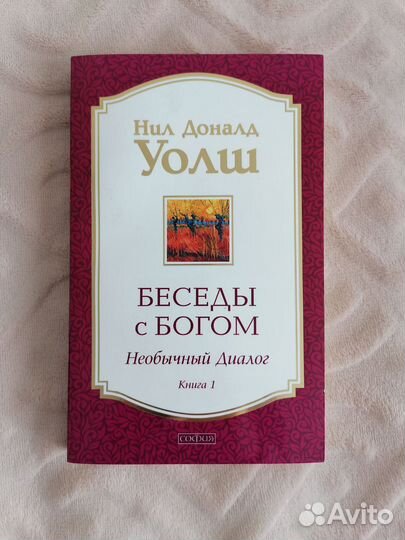 Нил Доналд
Уолш
БЕСЕДЫ
с БОГОМ
Необычный Диалог
Книга 1
СОФИЯ
Avito